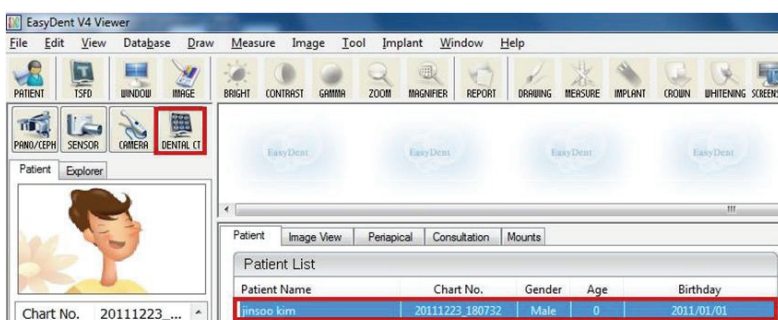 EasyDent V4 Viewer
File Edit View Database Draw Measure Image Tool Implant Window Help
PATIENT TSFD WINDOW IMAGE BRIGHT CONTRAST GAMMA ZOOM MAGNIFIER REPORT DRAWING MEASURE IMPLANT CROWN WHITENING SCREENS
PANO/CEPH SENSOR CAMERA DENTAL CT
EasyDent EasyDent EasyDent EasyDent
Patient Explorer
Patient Image View Periapical Consultation Mounts
Patient List
Patient Name Chart No. Gender Age Birthday
jinsoo kim 20111223_180732 Male 0 2011/01/01
Chart No. 20111223_...